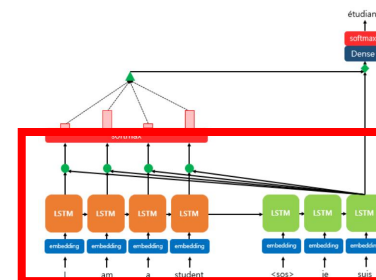 étudiant
softmax
Dense
softmax
LSTM LSTM LSTM LSTM LSTM LSTM LSTM
embedding embedding embedding embedding embedding embedding embedding
I am a student <sos> je suis